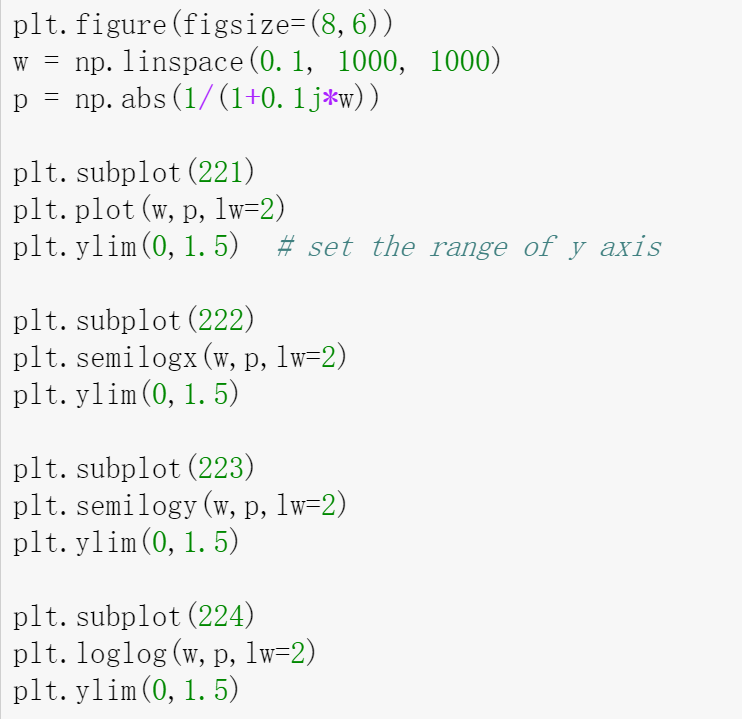 plt.figure(figsize=(8,6))
w = np.linspace(0.1, 1000, 1000)
p = np.abs(1/(1+0.1j*w))
plt.subplot(221)
plt.plot(w,p,lw=2)
plt.ylim(0,1.5)  # set the range of y axis
plt.subplot(222)
plt.semilogx(w,p,lw=2)
plt.ylim(0,1.5)
plt.subplot(223)
plt.semilogy(w,p,lw=2)
plt.ylim(0,1.5)
plt.subplot(224)
plt.loglog(w,p,lw=2)
plt.ylim(0,1.5)